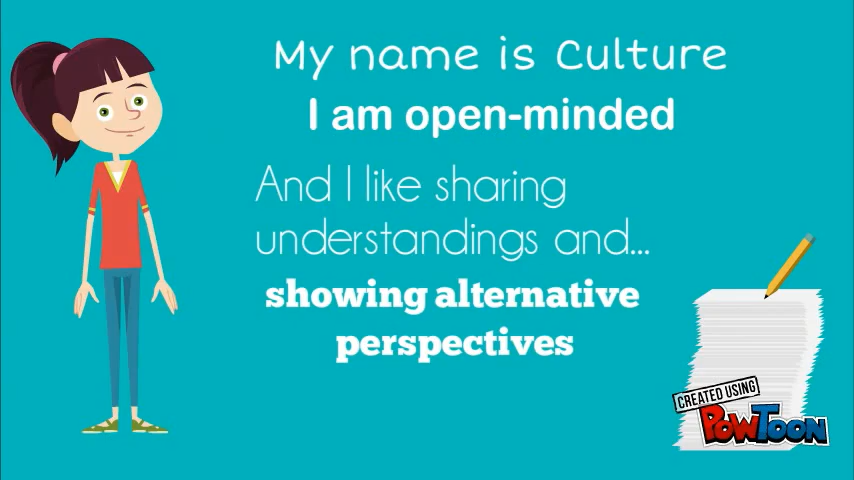 My name is Culture
I am open-minded
And I like sharing
understandings and...
showing alternative
perspectives
CREATED USING
POWTOON